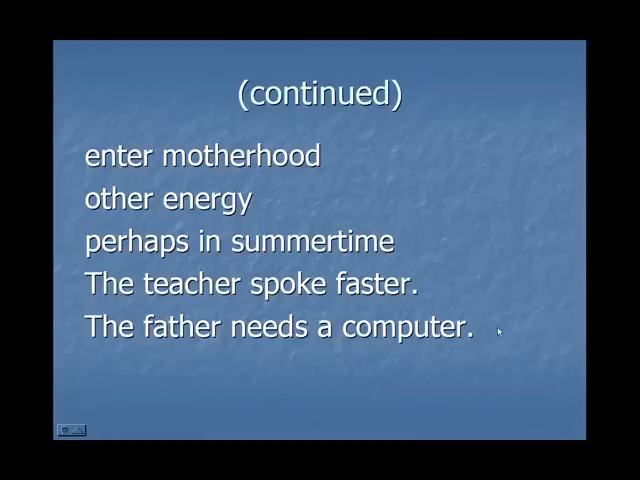 (continued)
enter motherhood
other energy
perhaps in summertime
The teacher spoke faster.
The father needs a computer.